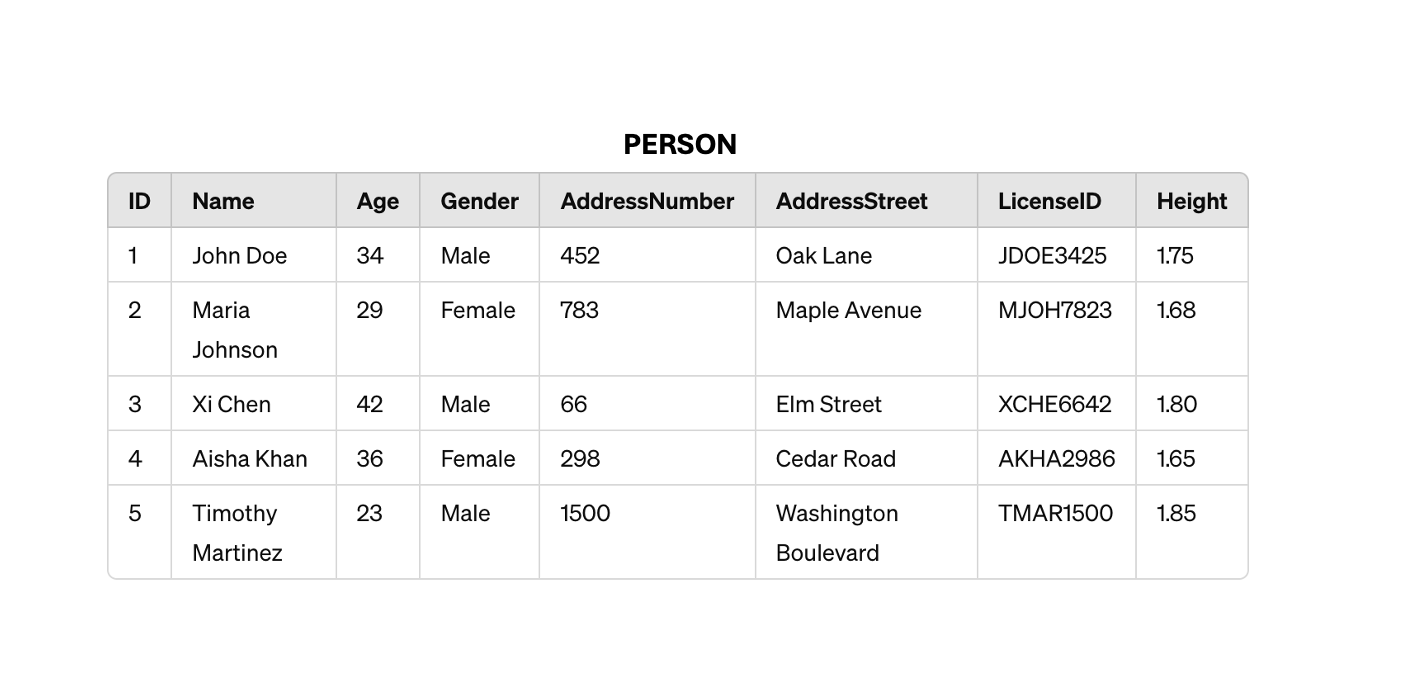 PERSON
ID Name Age Gender AddressNumber AddressStreet LicenseID Height
1 John Doe 34 Male 452 Oak Lane JDOE3425 1.75
2 Maria 29 Female 783 Maple Avenue MJOH7823 1.68
Johnson
3 Xi Chen 42 Male 66 Elm Street XCHE6642 1.80
4 Aisha Khan 36 Female 298 Cedar Road AKHA2986 1.65
5 Timothy 23 Male 1500 Washington TMAR1500 1.85
Martinez Boulevard